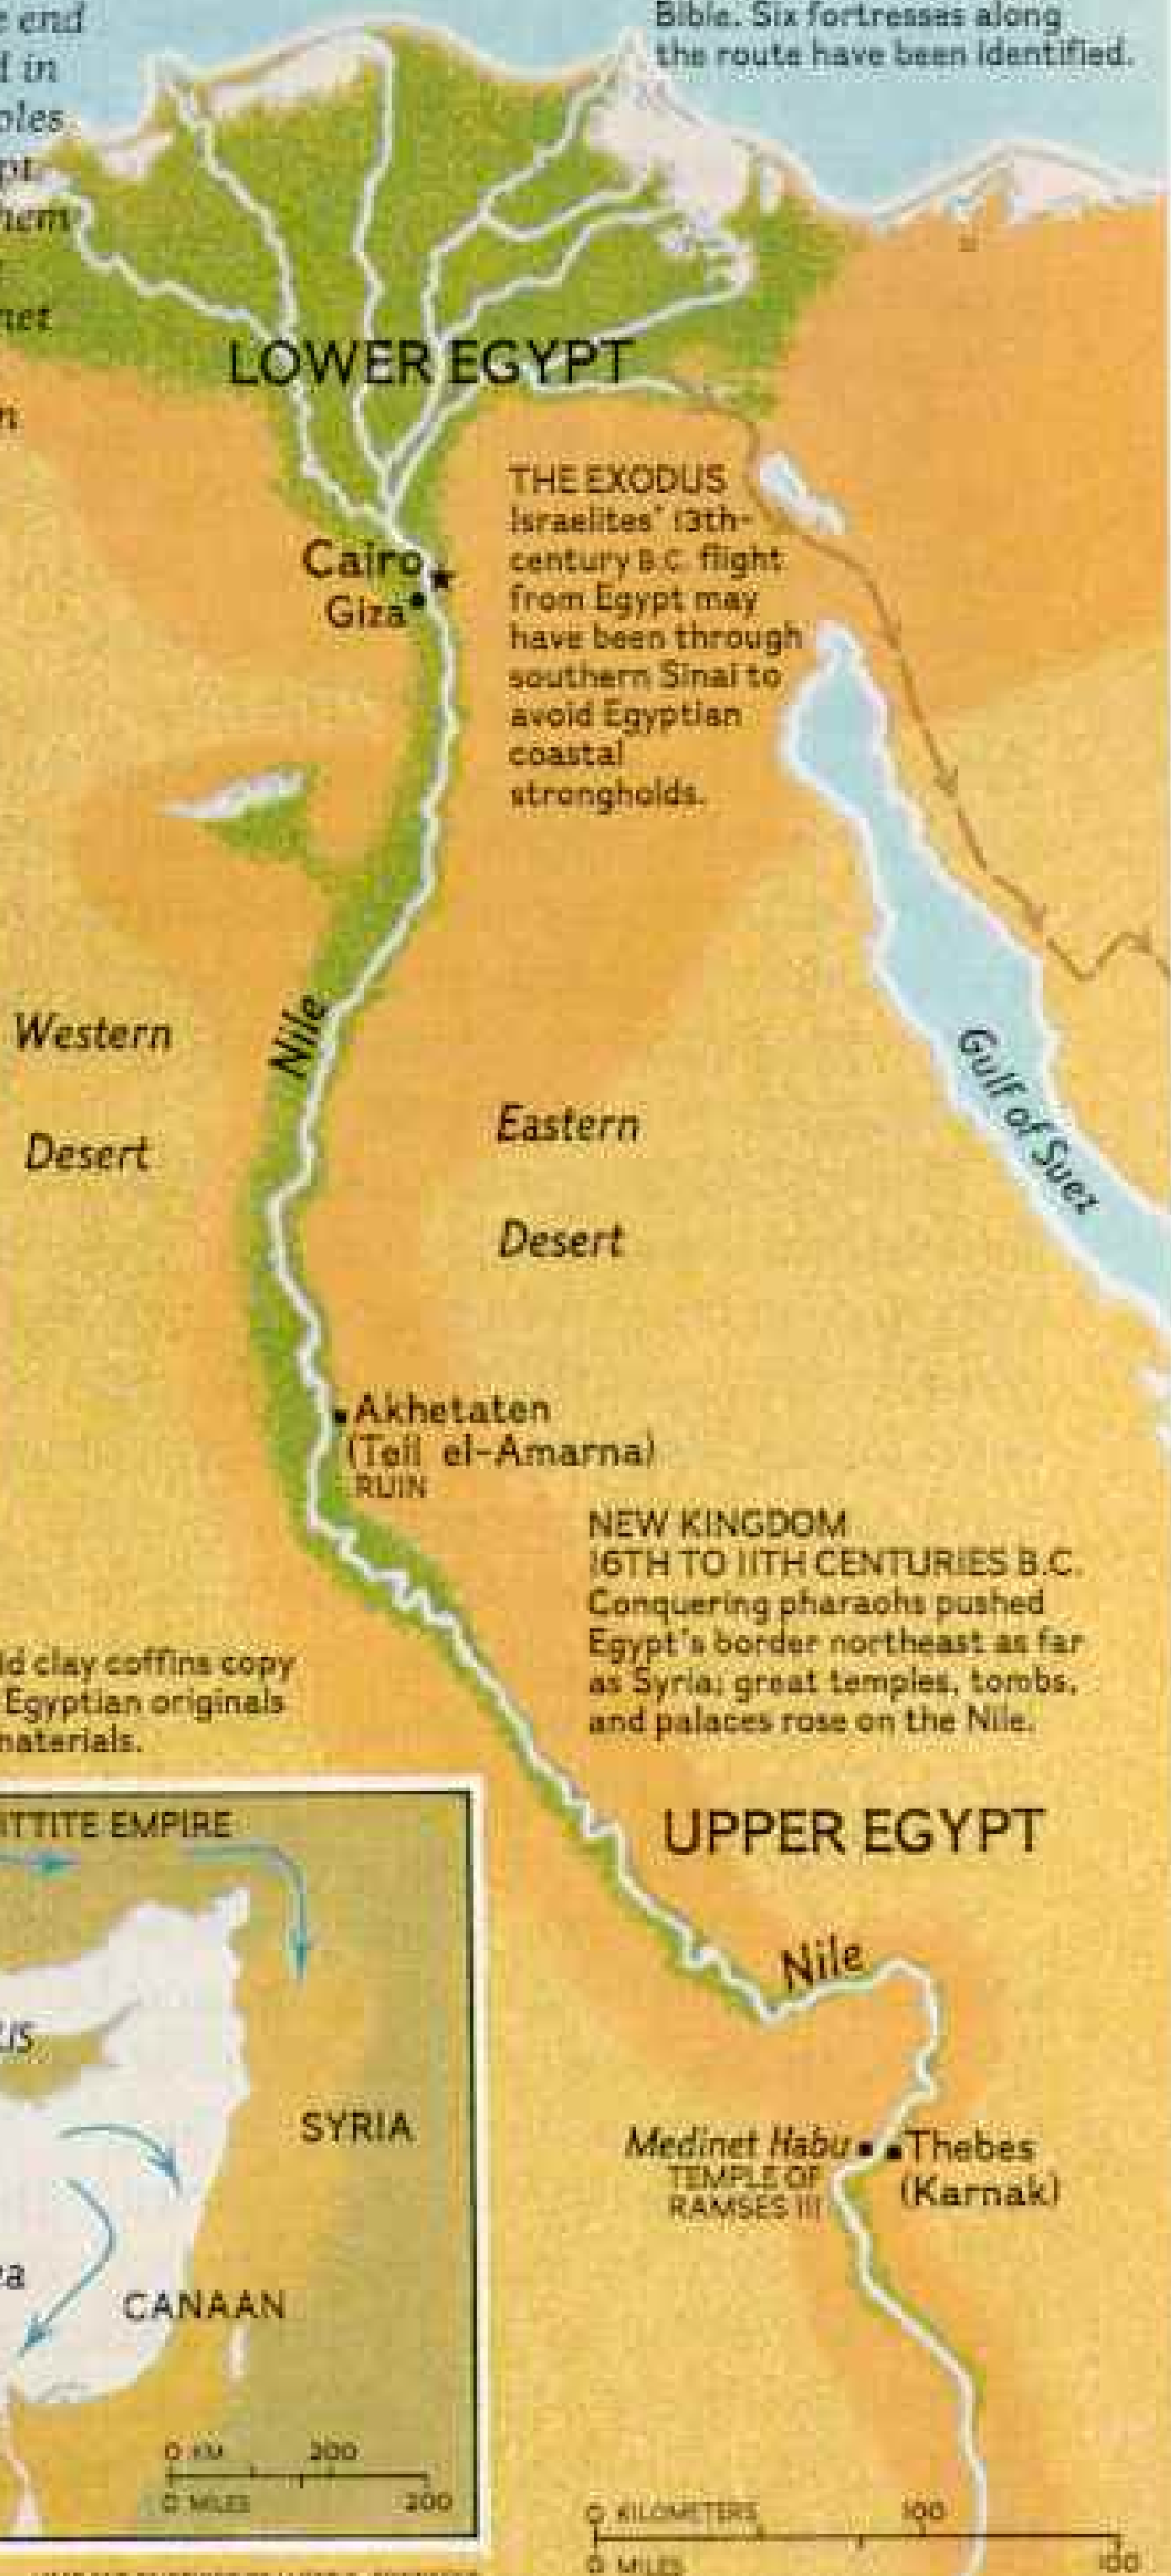 end
in
Bible. Six fortresses along
the route have been identified.
LOWER EGYPT
THE EXODUS
Israelites' 13th-
century B.C. flight
from Egypt may
have been through
southern Sinai to
avoid Egyptian
coastal
strongholds.
Cairo
Giza
Western
Desert
Nile
Eastern
Desert
Gulf of Suez
Akhetaten
(Tell el-Amarna)
RUIN
NEW KINGDOM
16TH TO 11TH CENTURIES B.C.
Conquering pharaohs pushed
Egypt's border northeast as far
as Syria; great temples, tombs,
and palaces rose on the Nile.
clay coffins copy
Egyptian originals
materials.
UPPER EGYPT
Nile
Medinet Habu
TEMPLE OF
RAMSES III
Thebes
(Karnak)
ITTITE EMPIRE
SYRIA
CANAAN
0 KM 200
0 MILES 200
0 KILOMETERS 100
0 MILES 100